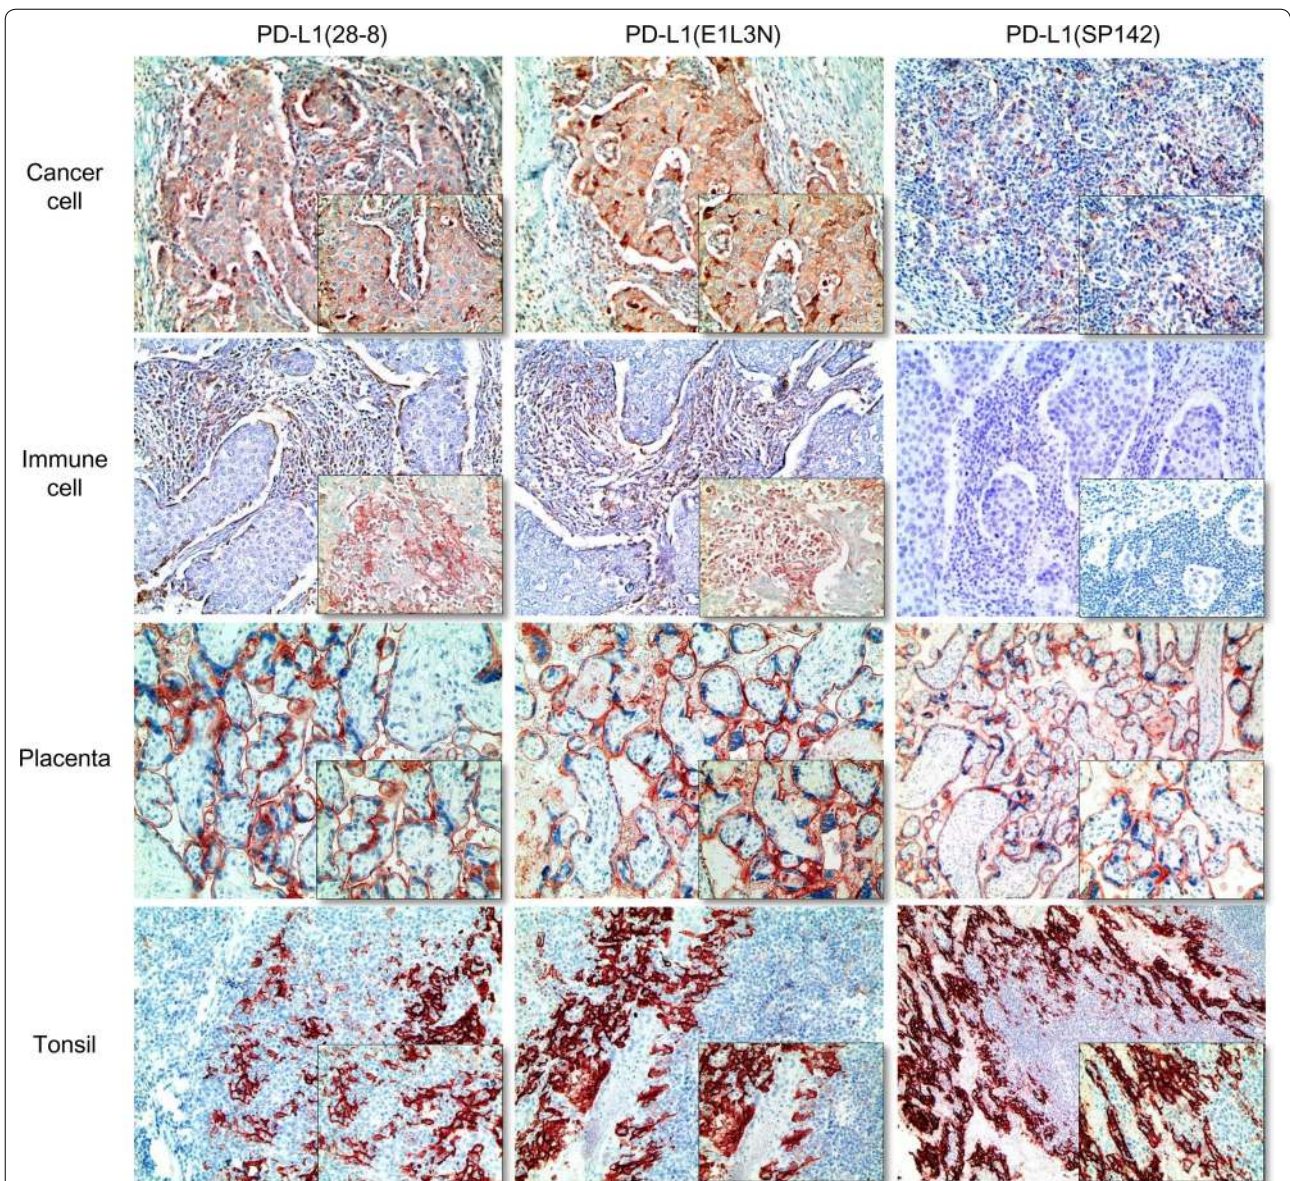 PD-L1(28-8) PD-L1(E1L3N) PD-L1(SP142)
Cancer
cell
Immune
cell
Placenta
Tonsil